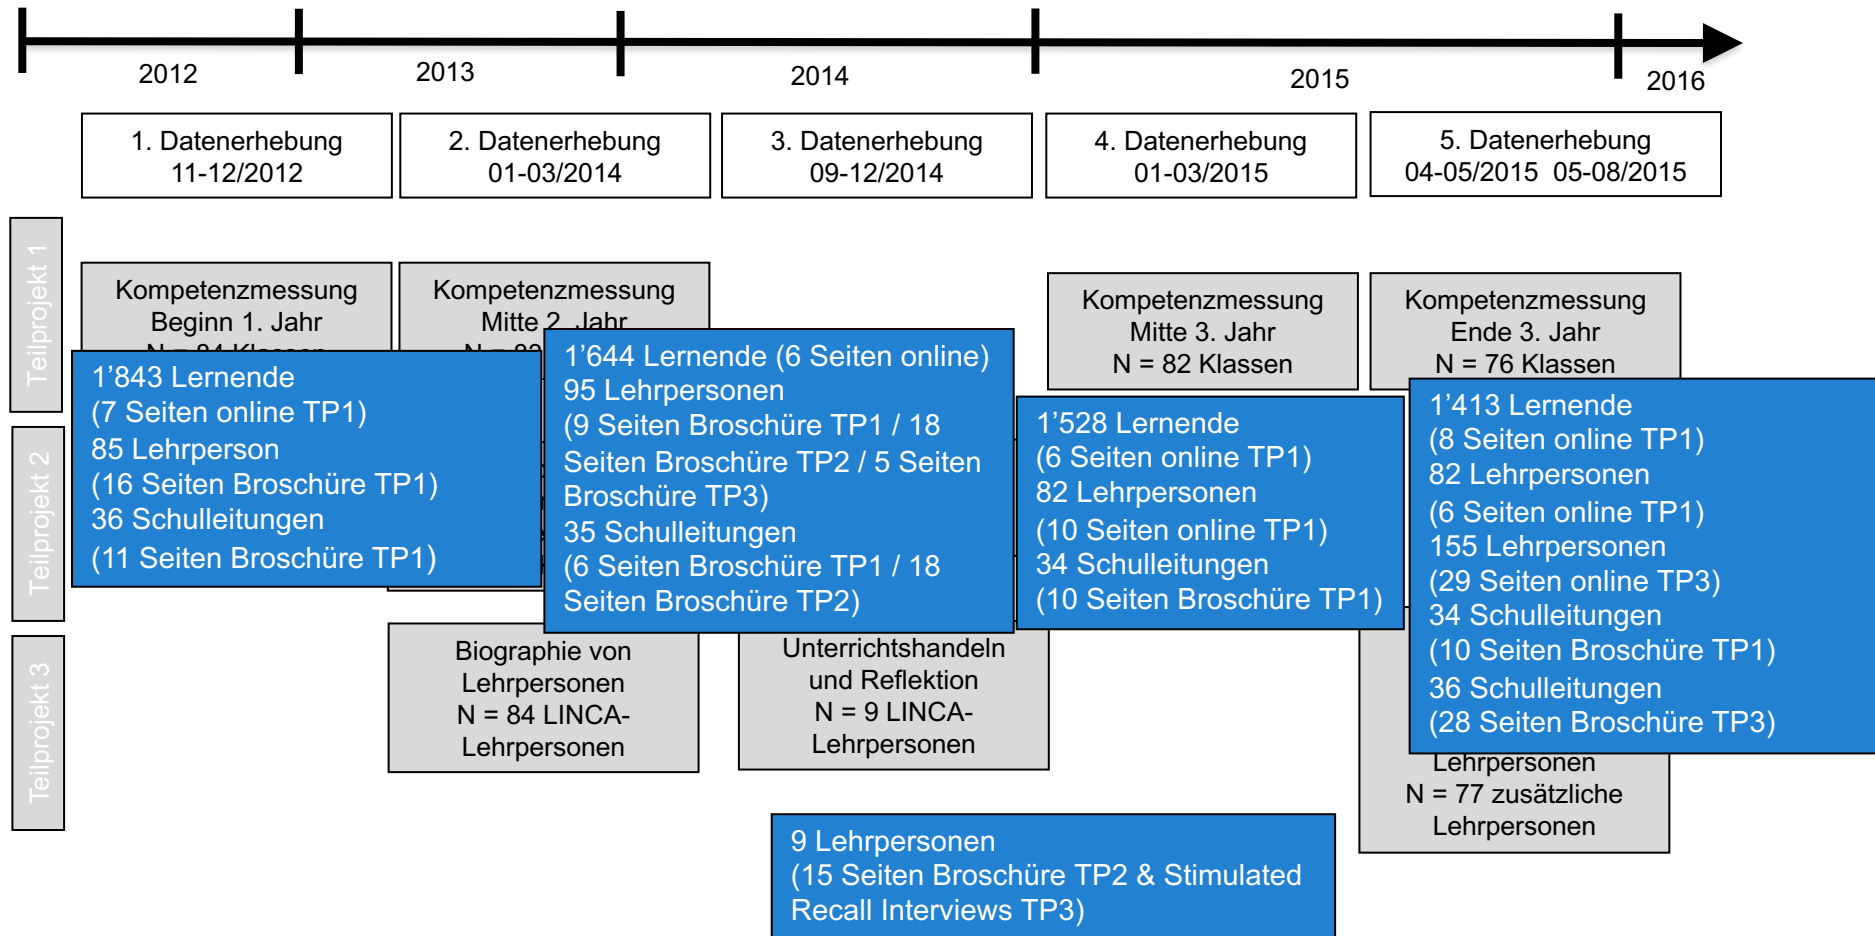 2012
2013
2014
2015
2016
1. Datenerhebung
11-12/2012
2. Datenerhebung
01-03/2014
3. Datenerhebung
09-12/2014
4. Datenerhebung
01-03/2015
5. Datenerhebung
04-05/2015  05-08/2015
Teilprojekt 1
Teilprojekt 2
Teilprojekt 3
Kompetenzmessung
Beginn 1. Jahr
N = 84 Klassen
Kompetenzmessung
Mitte 2. Jahr
Kompetenzmessung
Mitte 3. Jahr
N = 82 Klassen
Kompetenzmessung
Ende 3. Jahr
N = 76 Klassen
1’843 Lernende
(7 Seiten online TP1)
85 Lehrperson
(16 Seiten Broschüre TP1)
36 Schulleitungen
(11 Seiten Broschüre TP1)
1’644 Lernende (6 Seiten online)
95 Lehrpersonen
(9 Seiten Broschüre TP1 / 18
Seiten Broschüre TP2 / 5 Seiten
Broschüre TP3)
35 Schulleitungen
(6 Seiten Broschüre TP1 / 18
Seiten Broschüre TP2)
1’528 Lernende
(6 Seiten online TP1)
82 Lehrpersonen
(10 Seiten online TP1)
34 Schulleitungen
(10 Seiten Broschüre TP1)
1’413 Lernende
(8 Seiten online TP1)
82 Lehrpersonen
(6 Seiten online TP1)
155 Lehrpersonen
(29 Seiten online TP3)
34 Schulleitungen
(10 Seiten Broschüre TP1)
36 Schulleitungen
(28 Seiten Broschüre TP3)
Biographie von
Lehrpersonen
N = 84 LINCA-
Lehrpersonen
Unterrichtshandeln
und Reflektion
N = 9 LINCA-
Lehrpersonen
Lehrpersonen
N = 77 zusätzliche
Lehrpersonen
9 Lehrpersonen
(15 Seiten Broschüre TP2 & Stimulated
Recall Interviews TP3)